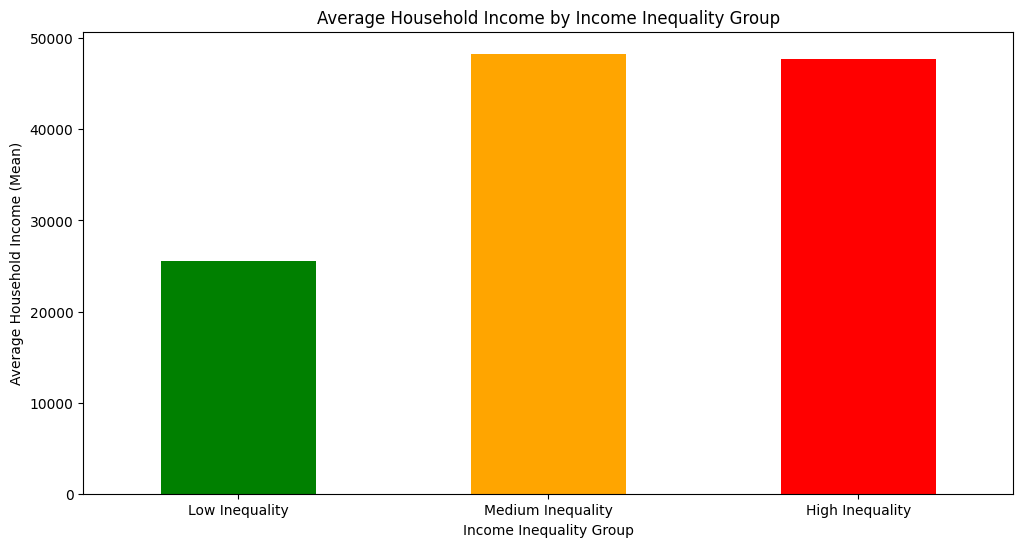 Average Household Income by Income Inequality Group
Average Household Income (Mean)
50000
40000
30000
20000
10000
0
Low Inequality
Medium Inequality
High Inequality
Income Inequality Group